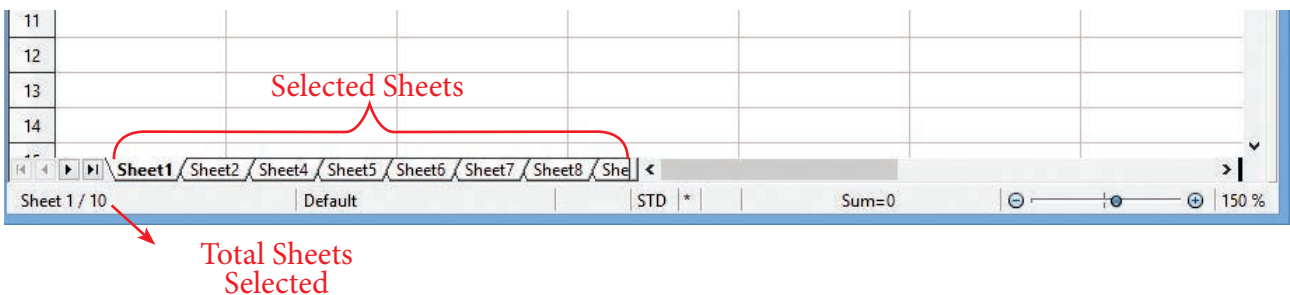 11
12
13
Selected Sheets
14
15
Sheet1 Sheet2 Sheet4 Sheet5 Sheet6 Sheet7 Sheet8 She
Sheet 1 / 10 Default STD * Sum=0 150 %
Total Sheets
Selected